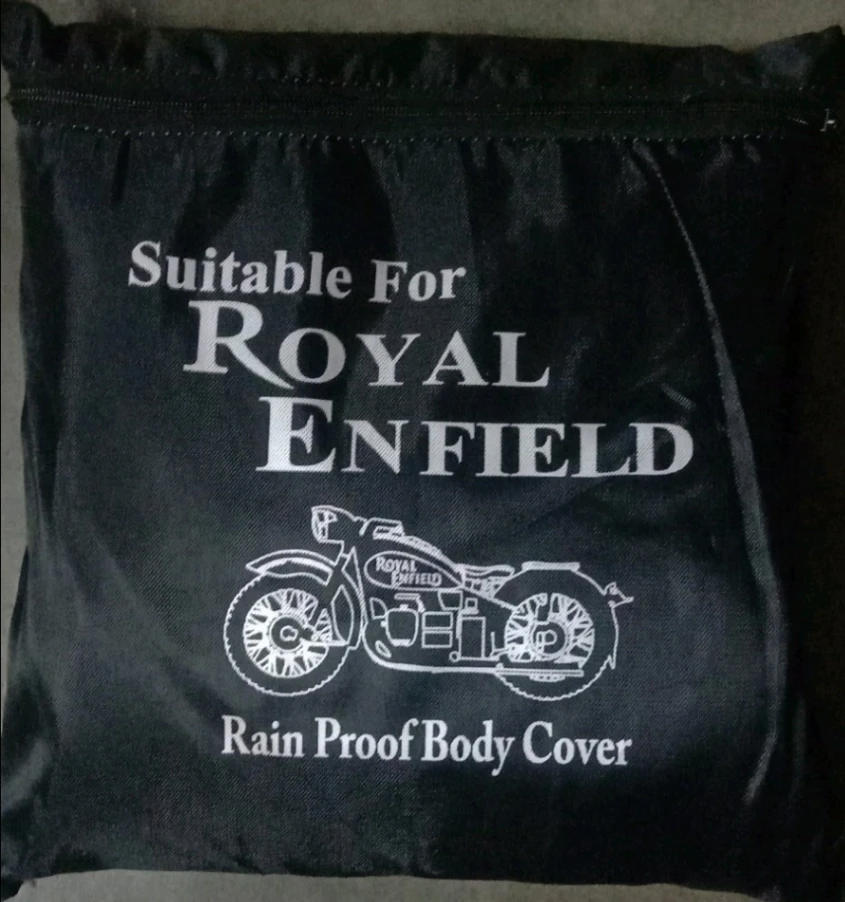 Suitable For
ROYAL
ENFIELD
ROYAL
ENFIELD
Rain Proof Body Cover